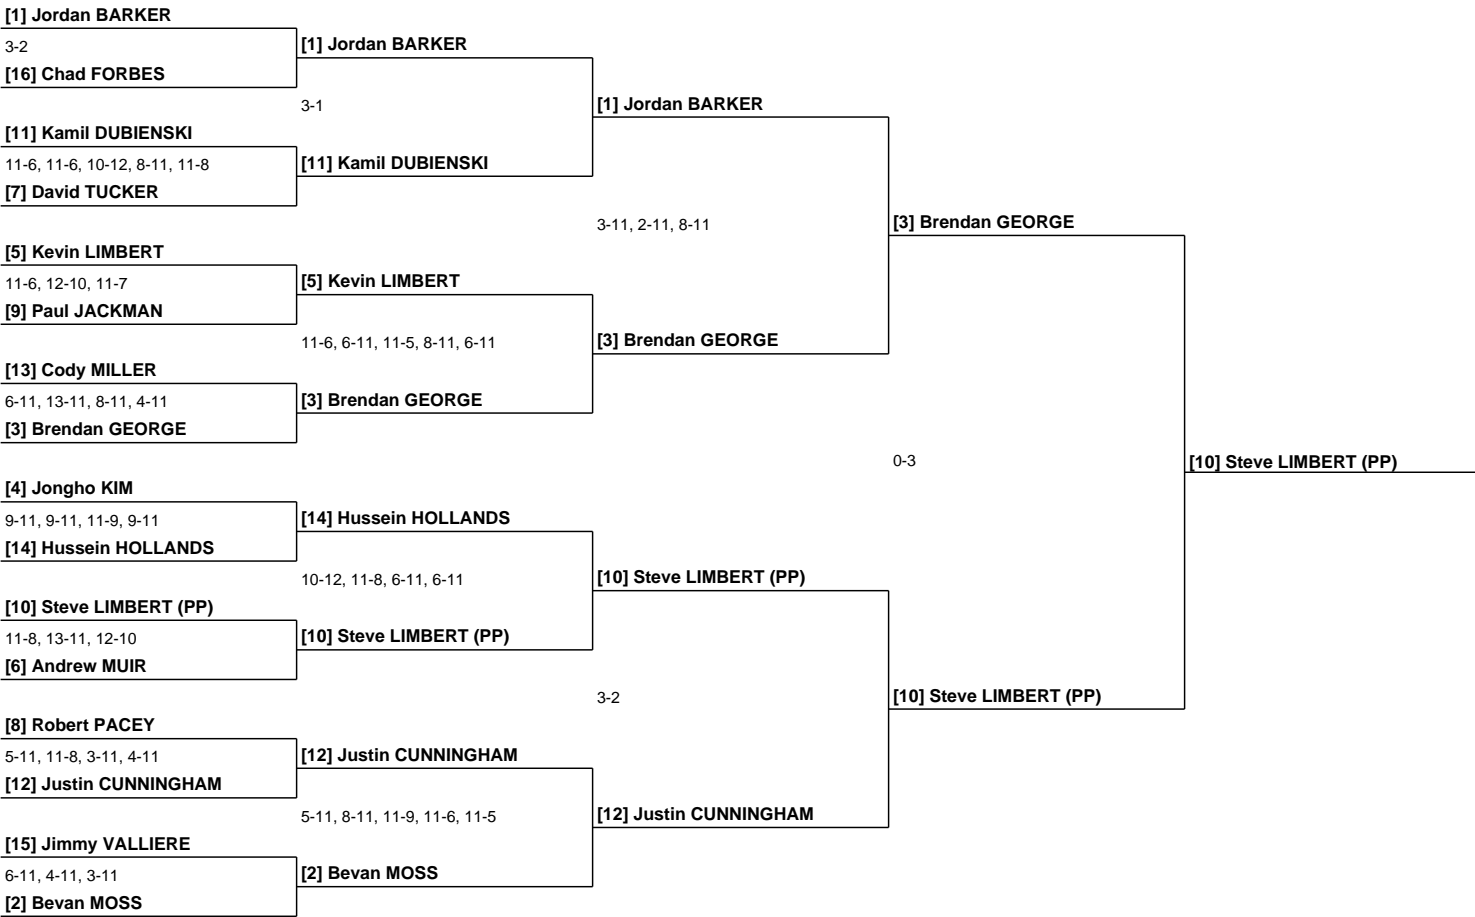 [1] Jordan BARKER
3-2
[16] Chad FORBES
[11] Kamil DUBIENSKI
11-6, 11-6, 10-12, 8-11, 11-8
[7] David TUCKER
[5] Kevin LIMBERT
11-6, 12-10, 11-7
[9] Paul JACKMAN
[13] Cody MILLER
6-11, 13-11, 8-11, 4-11
[3] Brendan GEORGE
[4] Jongho KIM
9-11, 9-11, 11-9, 9-11
[14] Hussein HOLLANDS
[10] Steve LIMBERT (PP)
11-8, 13-11, 12-10
[6] Andrew MUIR
[8] Robert PACEY
5-11, 11-8, 3-11, 4-11
[12] Justin CUNNINGHAM
[15] Jimmy VALLIERE
6-11, 4-11, 3-11
[2] Bevan MOSS
[1] Jordan BARKER
3-1
[11] Kamil DUBIENSKI
[5] Kevin LIMBERT
11-6, 6-11, 11-5, 8-11, 6-11
[3] Brendan GEORGE
[14] Hussein HOLLANDS
10-12, 11-8, 6-11, 6-11
[10] Steve LIMBERT (PP)
[12] Justin CUNNINGHAM
5-11, 8-11, 11-9, 11-6, 11-5
[2] Bevan MOSS
[1] Jordan BARKER
3-11, 2-11, 8-11
[3] Brendan GEORGE
[10] Steve LIMBERT (PP)
3-2
[12] Justin CUNNINGHAM
[3] Brendan GEORGE
0-3
[10] Steve LIMBERT (PP)
[10] Steve LIMBERT (PP)